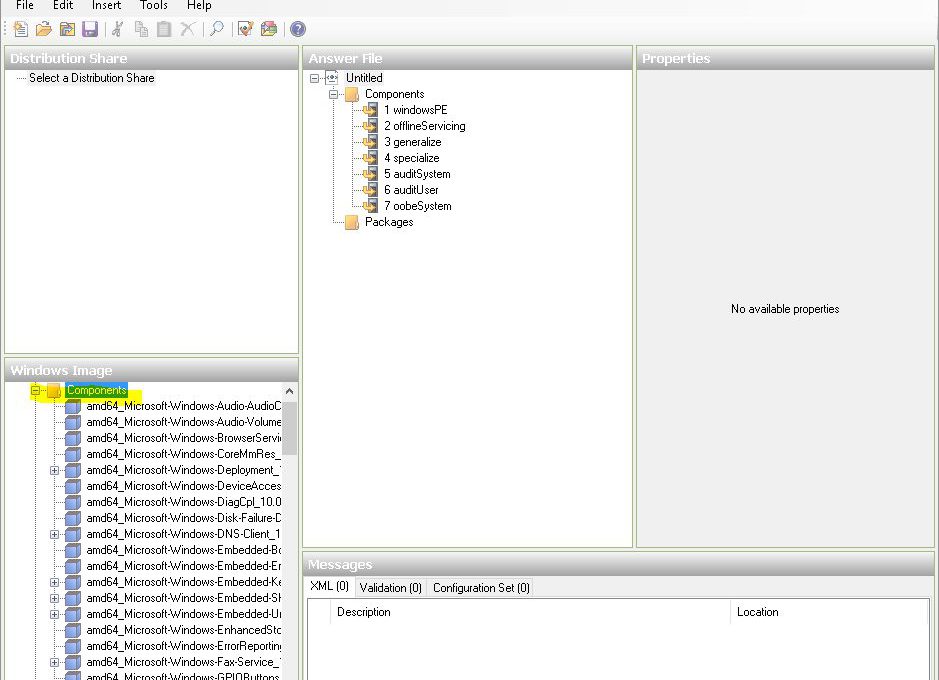 File Edit Insert Tools Help
Distribution Share
Select a Distribution Share
Answer File
Untitled
Components
1 windowsPE
2 offlineServicing
3 generalize
4 specialize
5 auditSystem
6 auditUser
7 oobeSystem
Packages
Properties
No available properties
Windows Image
Components
amd64_Microsoft-Windows-Audio-AudioC
amd64_Microsoft-Windows-Audio-Volume
amd64_Microsoft-Windows-BrowserServi
amd64_Microsoft-Windows-CoreMmRes_
amd64_Microsoft-Windows-Deployment_1
amd64_Microsoft-Windows-DeviceAcces
amd64_Microsoft-Windows-DiagCpl_10.0
amd64_Microsoft-Windows-Disk-Failure-D
amd64_Microsoft-Windows-DNS-Client_1
amd64_Microsoft-Windows-Embedded-Bo
amd64_Microsoft-Windows-Embedded-Er
amd64_Microsoft-Windows-Embedded-Ke
amd64_Microsoft-Windows-Embedded-Sh
amd64_Microsoft-Windows-Embedded-Un
amd64_Microsoft-Windows-EnhancedSto
amd64_Microsoft-Windows-ErrorReporting
amd64_Microsoft-Windows-Fax-Service_1
amd64_Microsoft-Windows-GPIOButtons
Messages
XML (0) Validation (0) Configuration Set (0)
Description Location